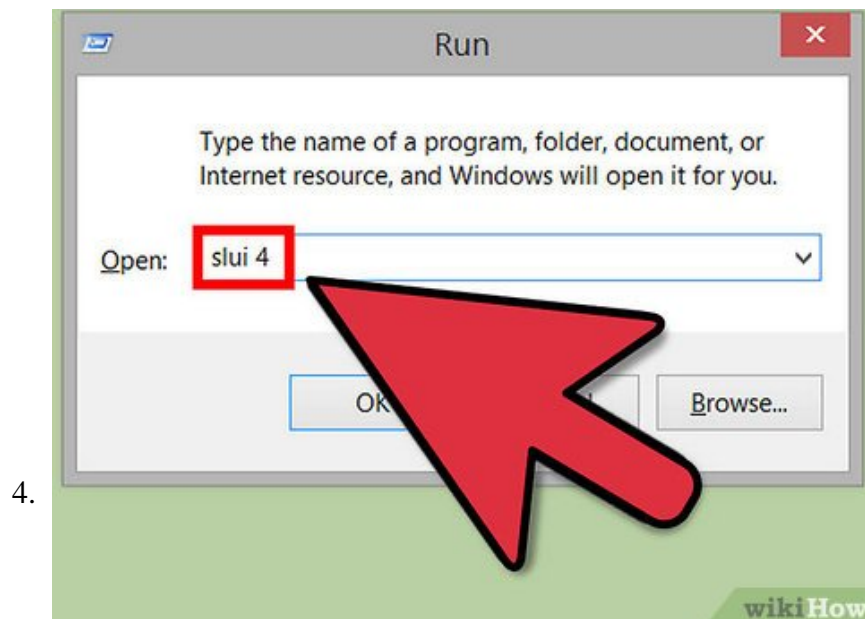 Run
Type the name of a program, folder, document, or
Internet resource, and Windows will open it for you.
Open: slui 4
OK Browse...
4.
wikiHow